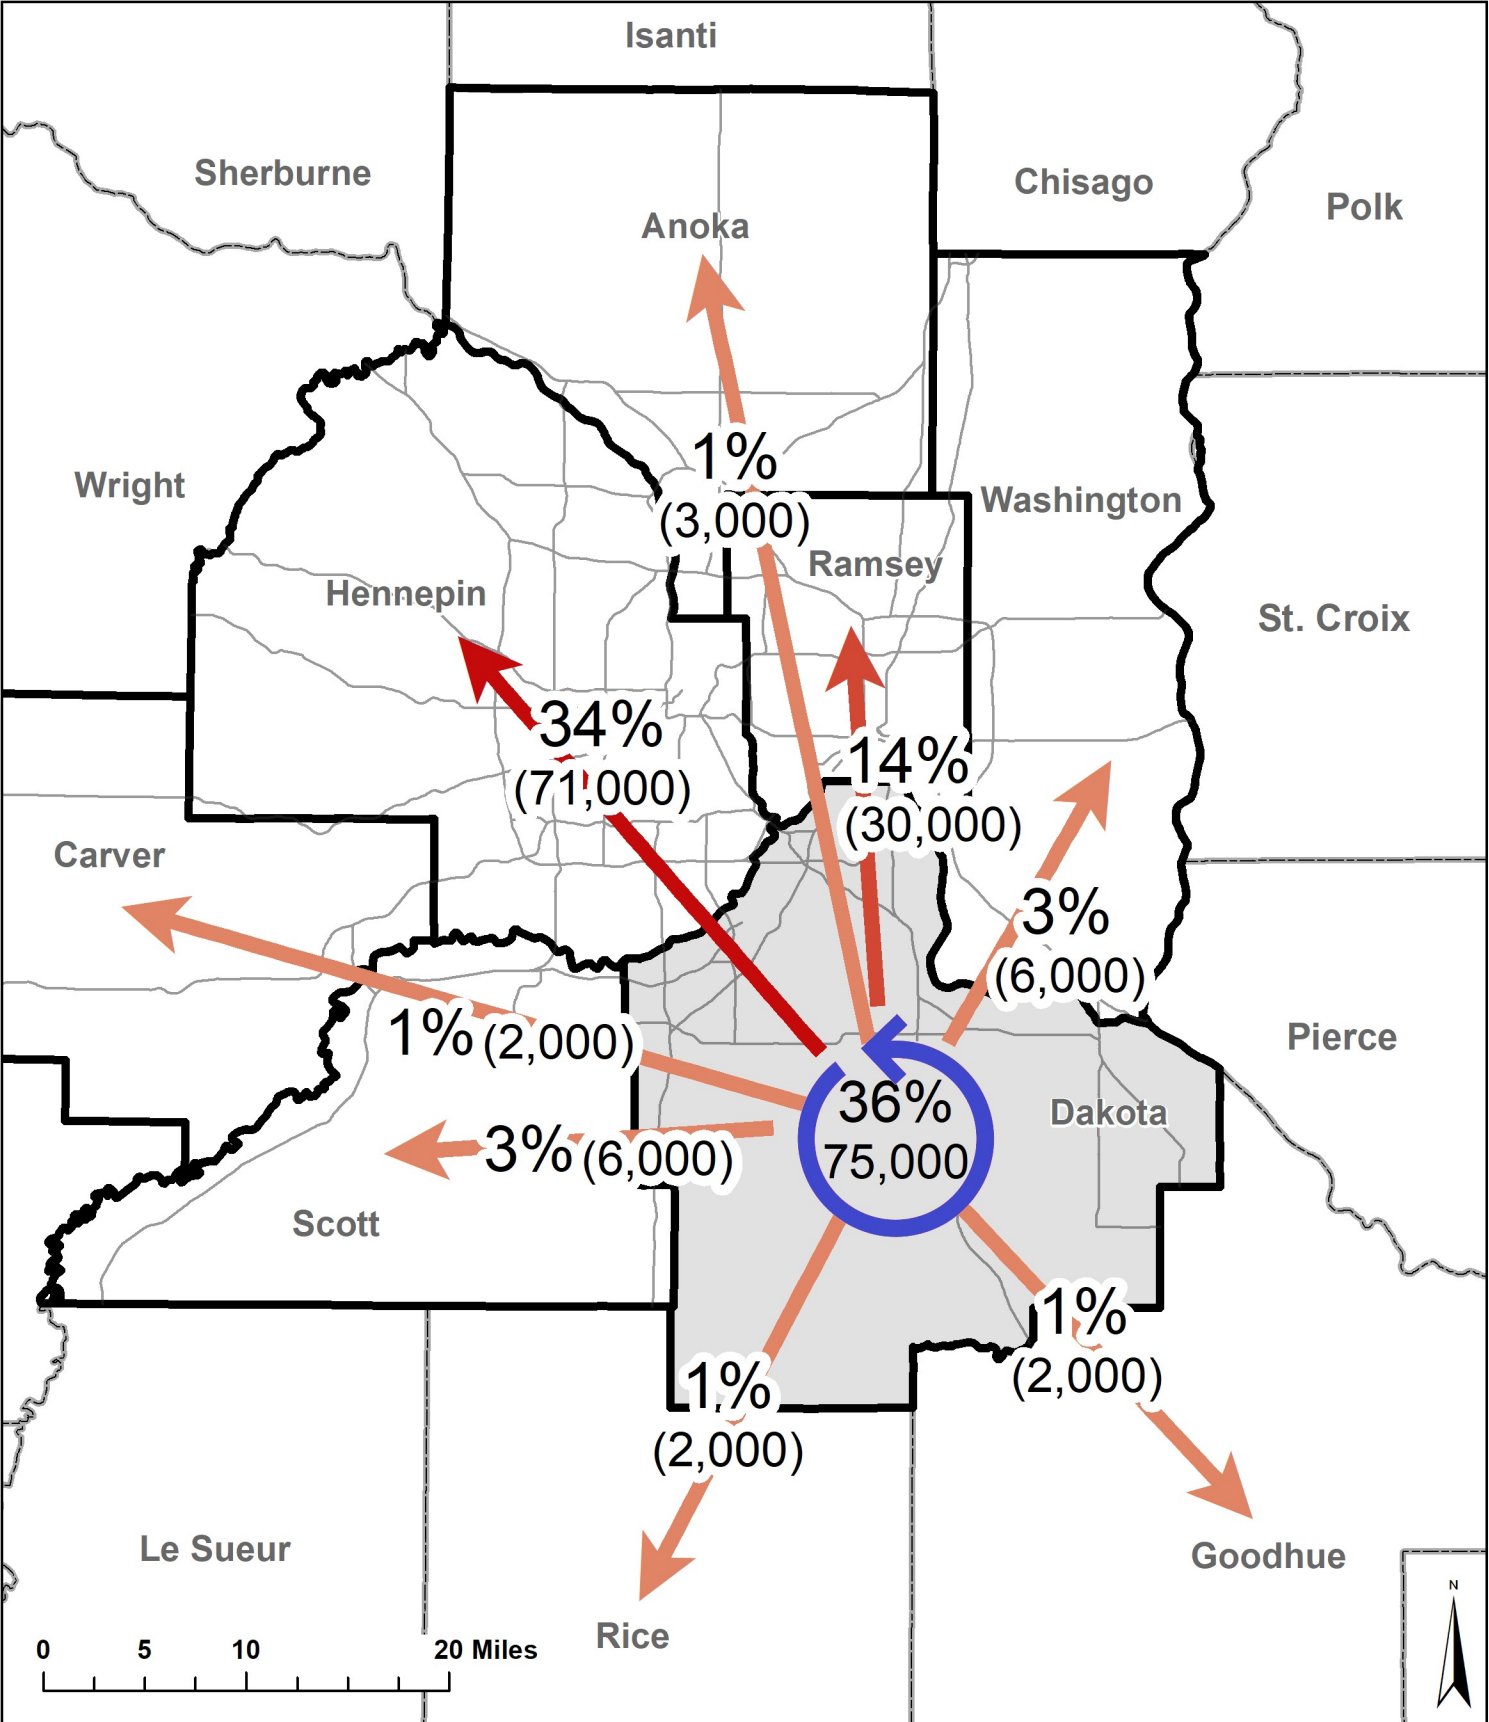 Isanti
Sherburne
Chisago
Polk
Anoka
1%
Wright
Washington
(3,000)
Ramsey
Hennepin
St. Croix
34%
14%
(71,000)
(30,000)
Carver
3%
(6,000)
1% (2,000)
Pierce
36%
Dakota
75,000
3% (6,000)
Scott
1%
(2,000)
1%
(2,000)
Le Sueur
Goodhue
N
Rice
0 5 10 20 Miles